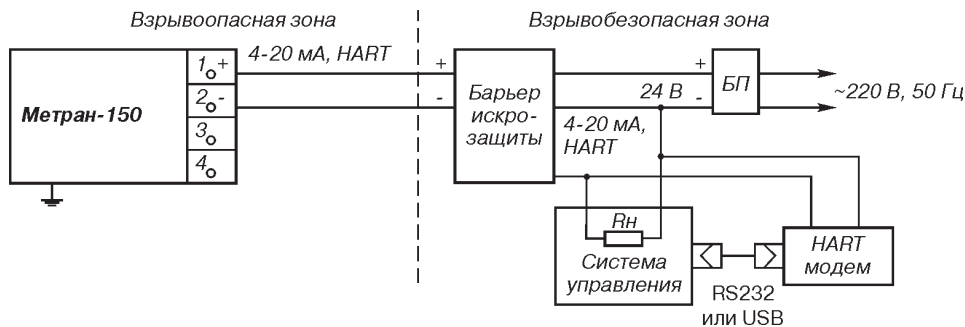 Взрывоопасная зона
Взрывобезопасная зона
4-20 мА, HART
1 +
2 -
3
4
Метран-150
+
-
Барьер
искро-
защиты
+
-
24 В
БП
~220 В, 50 Гц
4-20 мА,
HART
Rн
Система
управления
HART
модем
RS232
или USB